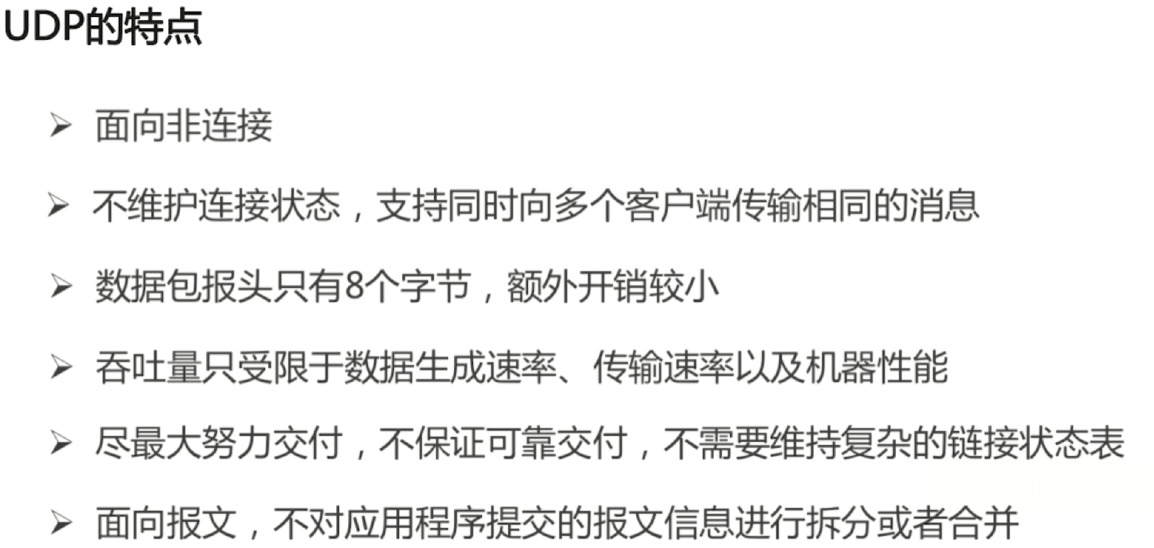 UDP的特点
➢ 面向非连接
➢ 不维护连接状态，支持同时向多个客户端传输相同的消息
➢ 数据包报头只有8个字节，额外开销较小
➢ 吞吐量只受限于数据生成速率、传输速率以及机器性能
➢ 尽最大努力交付，不保证可靠交付，不需要维持复杂的链接状态表
➢ 面向报文，不对应用程序提交的报文信息进行拆分或者合并